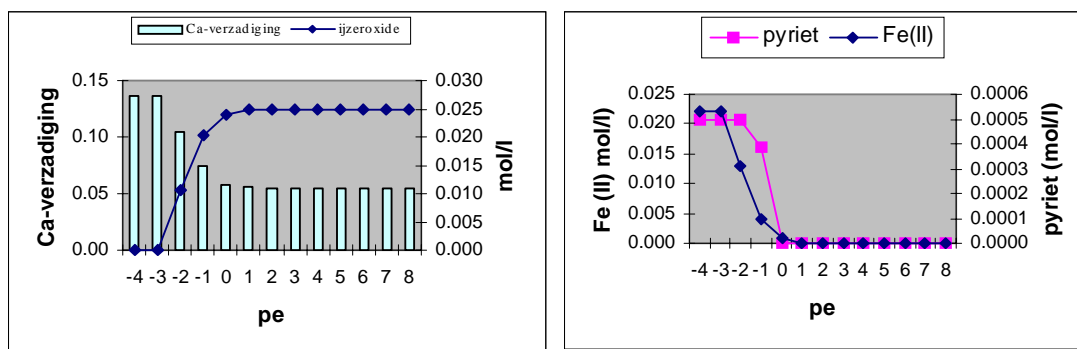 Ca-verzadiging ijzeroxide
Ca-verzadiging
0.15
0.10
0.05
0.00
0.030
0.025
0.020
0.015
0.010
0.005
0.000
mol/l
-4 -3 -2 -1 0 1 2 3 4 5 6 7 8
pe
pyriet Fe(II)
Fe (II) mol/l)
0.025
0.020
0.015
0.010
0.005
0.000
0.0006
0.0005
0.0004
0.0003
0.0002
0.0001
0.0000
pyriet (mol/l)
-4 -3 -2 -1 0 1 2 3 4 5 6 7 8
pe